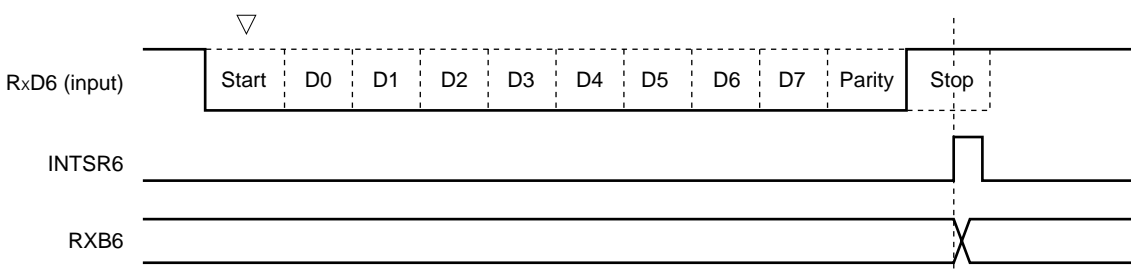 RxD6 (input) Start D0 D1 D2 D3 D4 D5 D6 D7 Parity Stop
INTSR6
RXB6